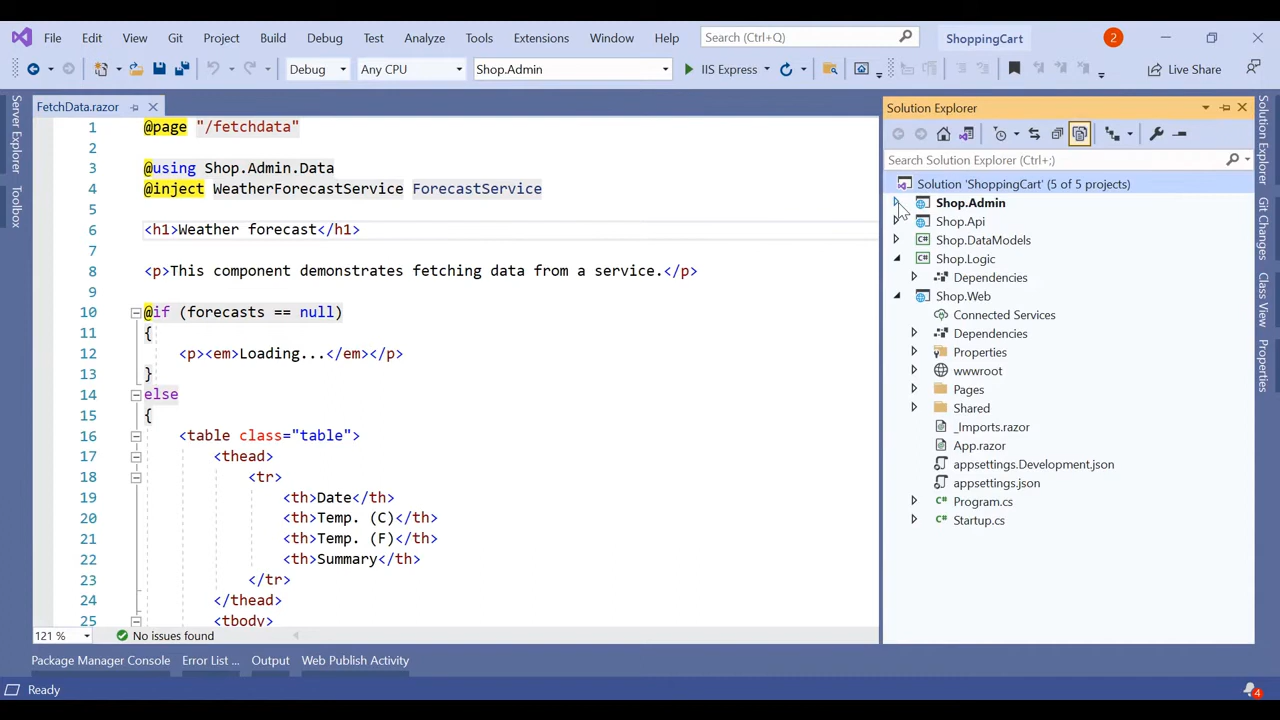 File Edit View Git Project Build Debug Test Analyze Tools Extensions Window Help Search (Ctrl+Q) ShoppingCart 2
Debug Any CPU Shop.Admin IIS Express Live Share
Server Explorer
Toolbox
FetchData.razor
1 @page "/fetchdata"
2
3 @using Shop.Admin.Data
4 @inject WeatherForecastService ForecastService
5
6 <h1>Weather forecast</h1>
7
8 <p>This component demonstrates fetching data from a service.</p>
9
10 @if (forecasts == null)
11 {
12 <p><em>Loading...</em></p>
13 }
14 else
15 {
16 <table class="table">
17 <thead>
18 <tr>
19 <th>Date</th>
20 <th>Temp. (C)</th>
21 <th>Temp. (F)</th>
22 <th>Summary</th>
23 </tr>
24 </thead>
25 <tbody>
121 % No issues found
Solution Explorer
Search Solution Explorer (Ctrl+;)
Solution 'ShoppingCart' (5 of 5 projects)
Shop.Admin
Shop.Api
C# Shop.DataModels
C# Shop.Logic
Dependencies
Shop.Web
Connected Services
Dependencies
Properties
wwwroot
Pages
Shared
_Imports.razor
App.razor
appsettings.Development.json
appsettings.json
C# Program.cs
C# Startup.cs
Solution Explorer
Git Changes
Class View
Properties
Package Manager Console Error List ... Output Web Publish Activity
Ready 4